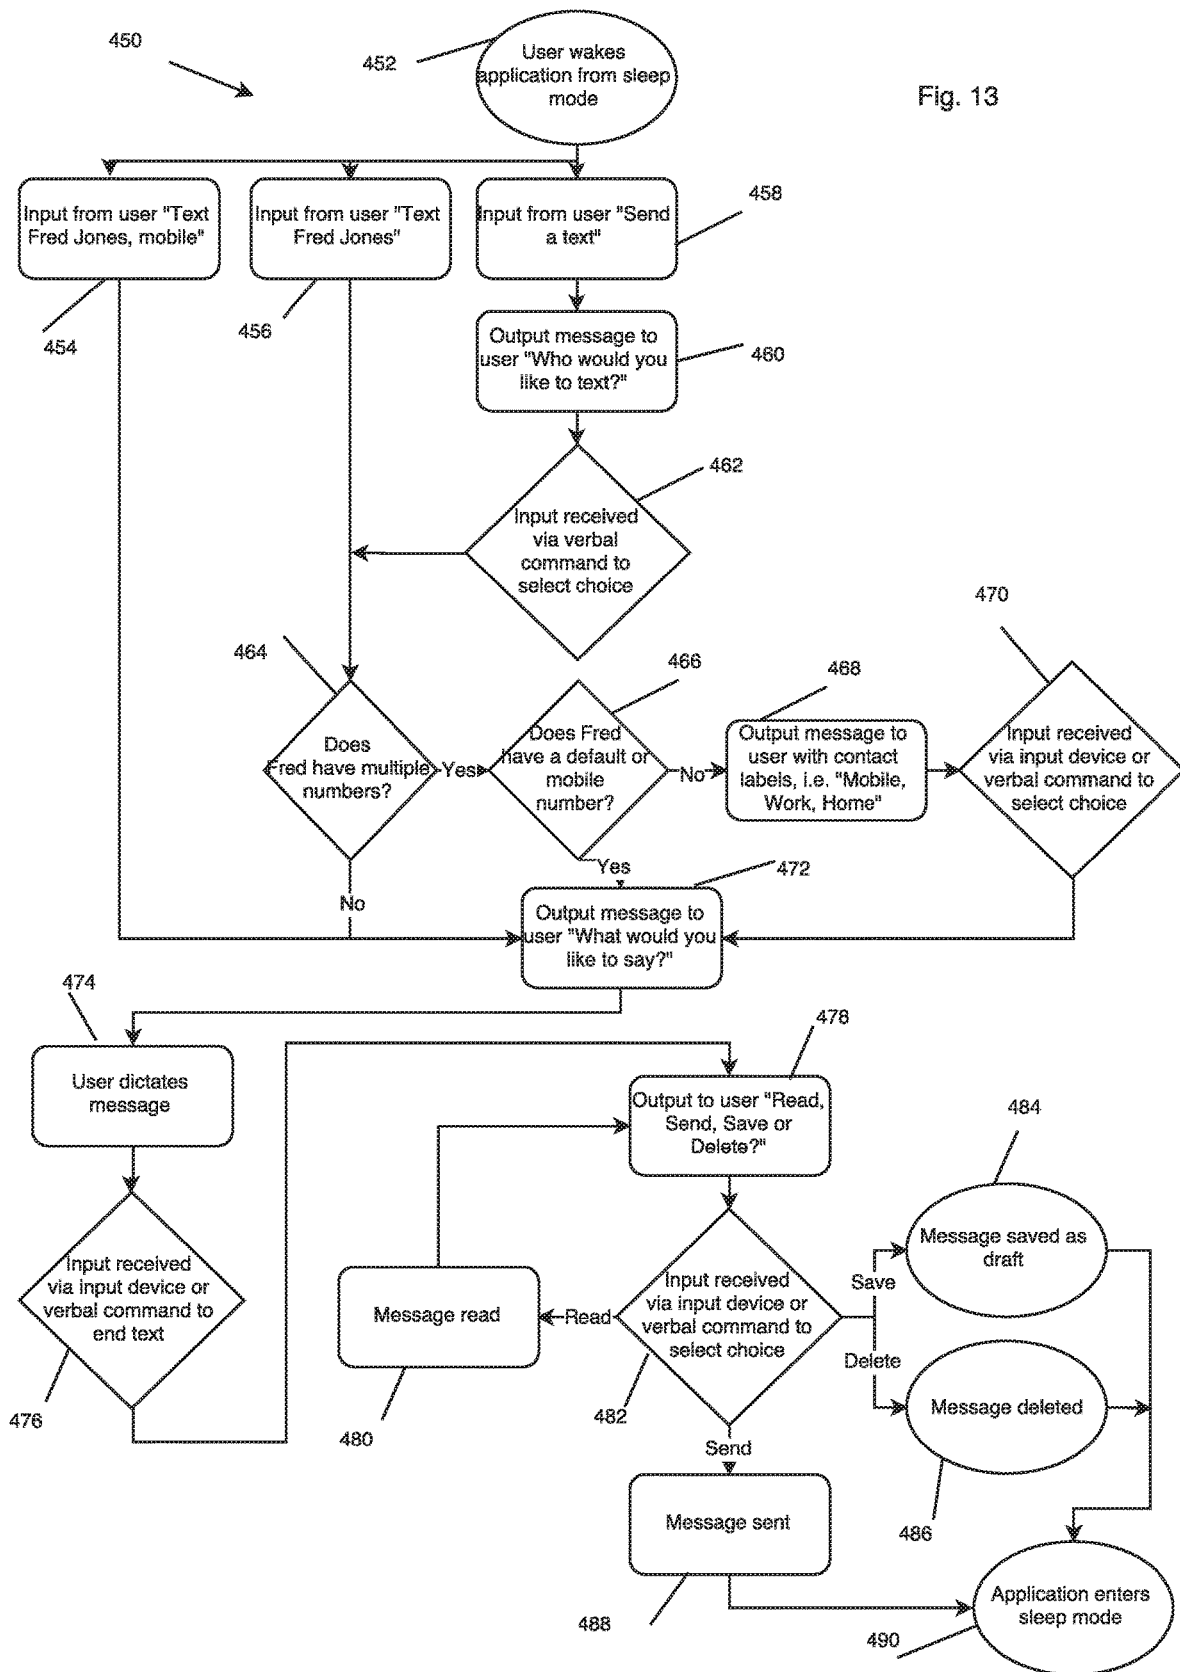 450
452
User wakes
application from sleep
mode
Fig. 13
Input from user "Text
Fred Jones, mobile"
454
Input from user "Text
Fred Jones"
456
Input from user "Send
a text"
458
Output message to
user "Who would you
like to text?"
460
Input received
via verbal
command to
select choice
462
Does
Fred have multiple
numbers?
464
Yes
No
Does Fred
have a default or
mobile
number?
466
No
Yes
Output message to
user with contact
labels, i.e. "Mobile,
Work, Home"
468
Input received
via input device or
verbal command to
select choice
470
Output message to
user "What would you
like to say?"
472
474
User dictates
message
Input received
via input device or
verbal command to
end text
476
478
Output to user "Read,
Send, Save or
Delete?"
Input received
via input device or
verbal command to
select choice
482
Read
Message read
480
Save
Message saved as
draft
484
Delete
Message deleted
486
Send
Message sent
488
Application enters
sleep mode
490